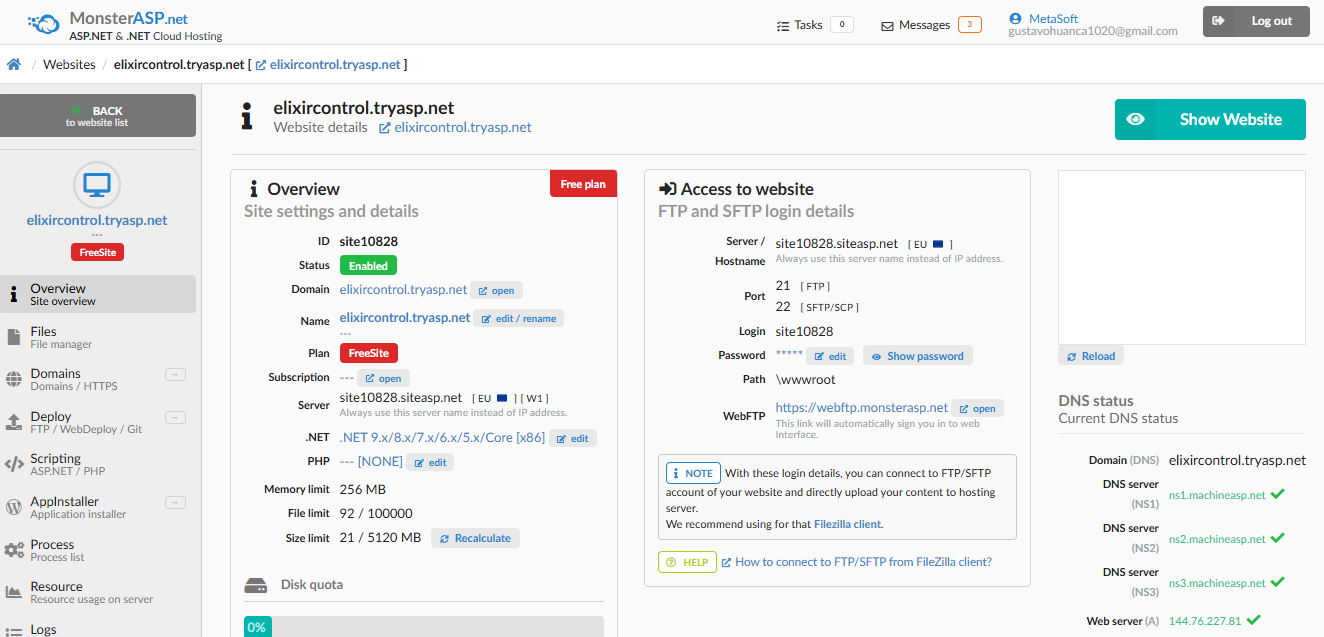 MonsterASP.net
ASP.NET & .NET Cloud Hosting
Tasks 0
Messages 3
MetaSoft
gustavohuanca1020@gmail.com
Log out
/ Websites / elixircontrol.tryasp.net [ elixircontrol.tryasp.net ]
BACK
to website list
elixircontrol.tryasp.net
---
FreeSite
Overview
Site overview
Files
File manager
Domains
Domains / HTTPS
--
Deploy
FTP / WebDeploy / Git
--
Scripting
ASP.NET / PHP
AppInstaller
Application installer
--
Process
Process list
Resource
Resource usage on server
Logs
elixircontrol.tryasp.net
Website details elixircontrol.tryasp.net
Show Website
Overview
Free plan
Site settings and details
ID site10828
Status Enabled
Domain elixircontrol.tryasp.net open
Name elixircontrol.tryasp.net edit / rename
---
Plan FreeSite
Subscription --- open
Server site10828.siteasp.net [ EU ] [ W1 ]
Always use this server name instead of IP address.
.NET .NET 9.x/8.x/7.x/6.x/5.x/Core [x86] edit
PHP --- [NONE] edit
Memory limit 256 MB
File limit 92 / 100000
Size limit 21 / 5120 MB Recalculate
Disk quota
0%
Access to website
FTP and SFTP login details
Server / Hostname site10828.siteasp.net [ EU ]
Always use this server name instead of IP address.
Port 21 [ FTP ]
22 [ SFTP/SCP ]
Login site10828
Password ***** edit Show password
Path \wwwroot
WebFTP https://webftp.monsterasp.net open
This link will automatically sign you in to web
Interface.
NOTE With these login details, you can connect to FTP/SFTP
account of your website and directly upload your content to hosting
server.
We recommend using for that Filezilla client.
HELP How to connect to FTP/SFTP from FileZilla client?
Reload
DNS status
Current DNS status
Domain (DNS) elixircontrol.tryasp.net
DNS server (NS1) ns1.machineasp.net
DNS server (NS2) ns2.machineasp.net
DNS server (NS3) ns3.machineasp.net
Web server (A) 144.76.227.81